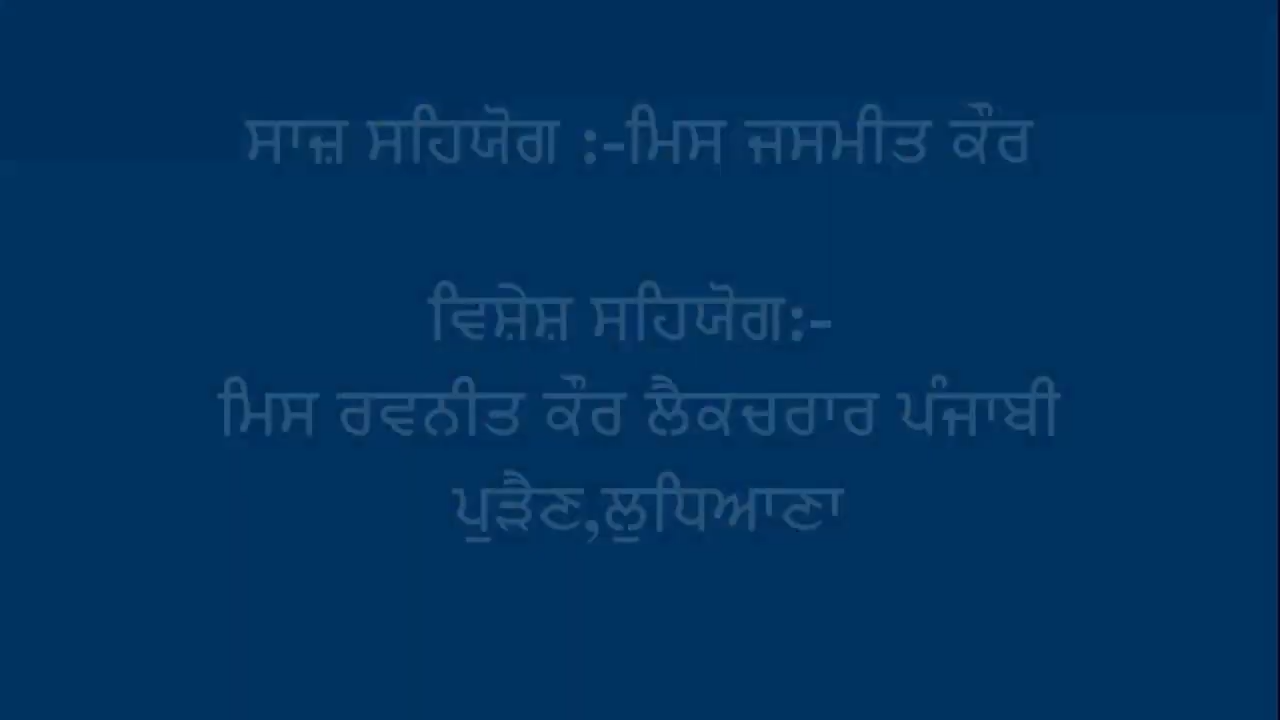 ਸਾਜ਼ ਸਹਿਯੋਗ :-ਮਿਸ ਜਸਮੀਤ ਕੌਰ
ਵਿਸ਼ੇਸ਼ ਸਹਿਯੋਗ:-
ਮਿਸ ਰਵਨੀਤ ਕੌਰ ਲੈਕਚਰਾਰ ਪੰਜਾਬੀ
ਪੁੜੈਣ,ਲੁਧਿਆਣਾ